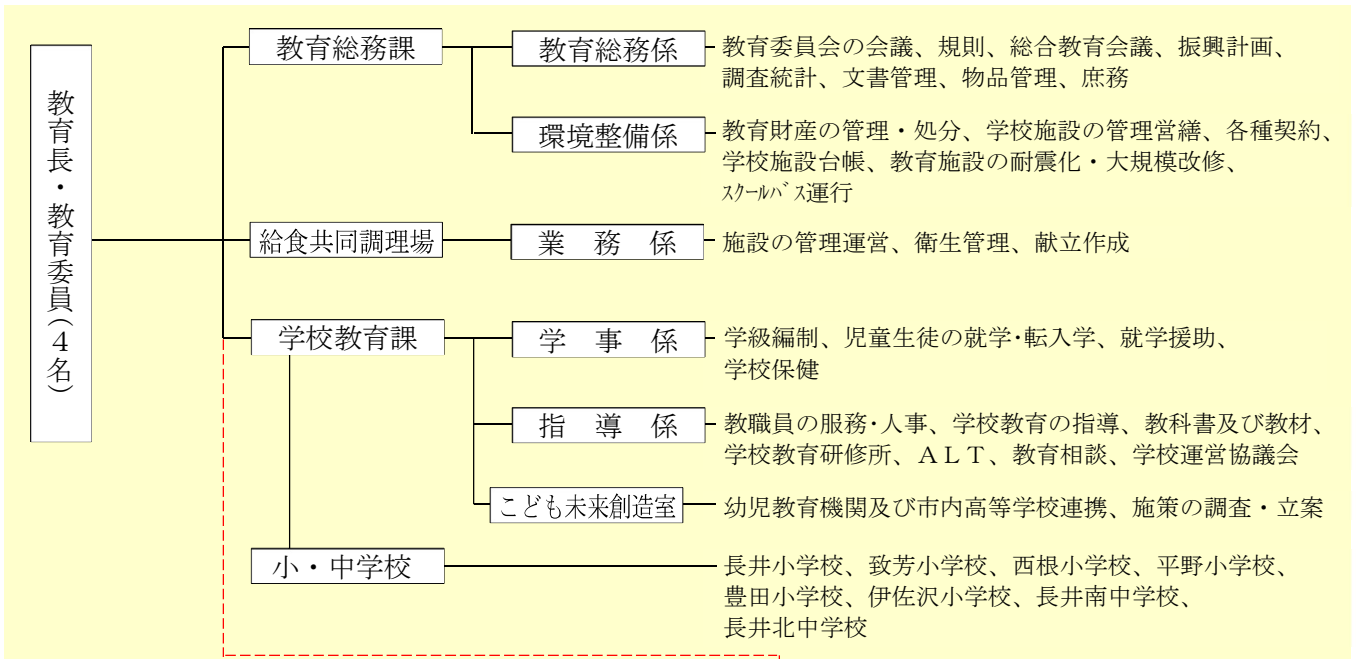 教育長・教育委員(4名)
教育総務課
教育総務係
教育委員会の会議、規則、総合教育会議、振興計画、
調査統計、文書管理、物品管理、庶務
環境整備係
教育財産の管理・処分、学校施設の管理営繕、各種契約、
学校施設台帳、教育施設の耐震化・大規模改修、
スクールバス運行
給食共同調理場
業務係
施設の管理運営、衛生管理、献立作成
学校教育課
学事係
学級編制、児童生徒の就学・転入学、就学援助、
学校保健
指導係
教職員の服務・人事、学校教育の指導、教科書及び教材、
学校教育研修所、ALT、教育相談、学校運営協議会
こども未来創造室
幼児教育機関及び市内高等学校連携、施策の調査・立案
小・中学校
長井小学校、致芳小学校、西根小学校、平野小学校、
豊田小学校、伊佐沢小学校、長井南中学校、
長井北中学校